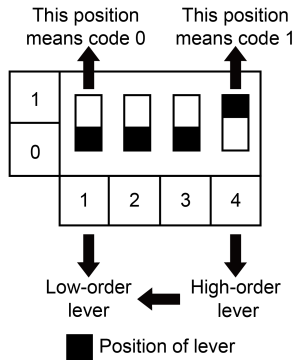 This position
means code 0
This position
means code 1
1
0
1 2 3 4
Low-order
lever
High-order
lever
Position of lever